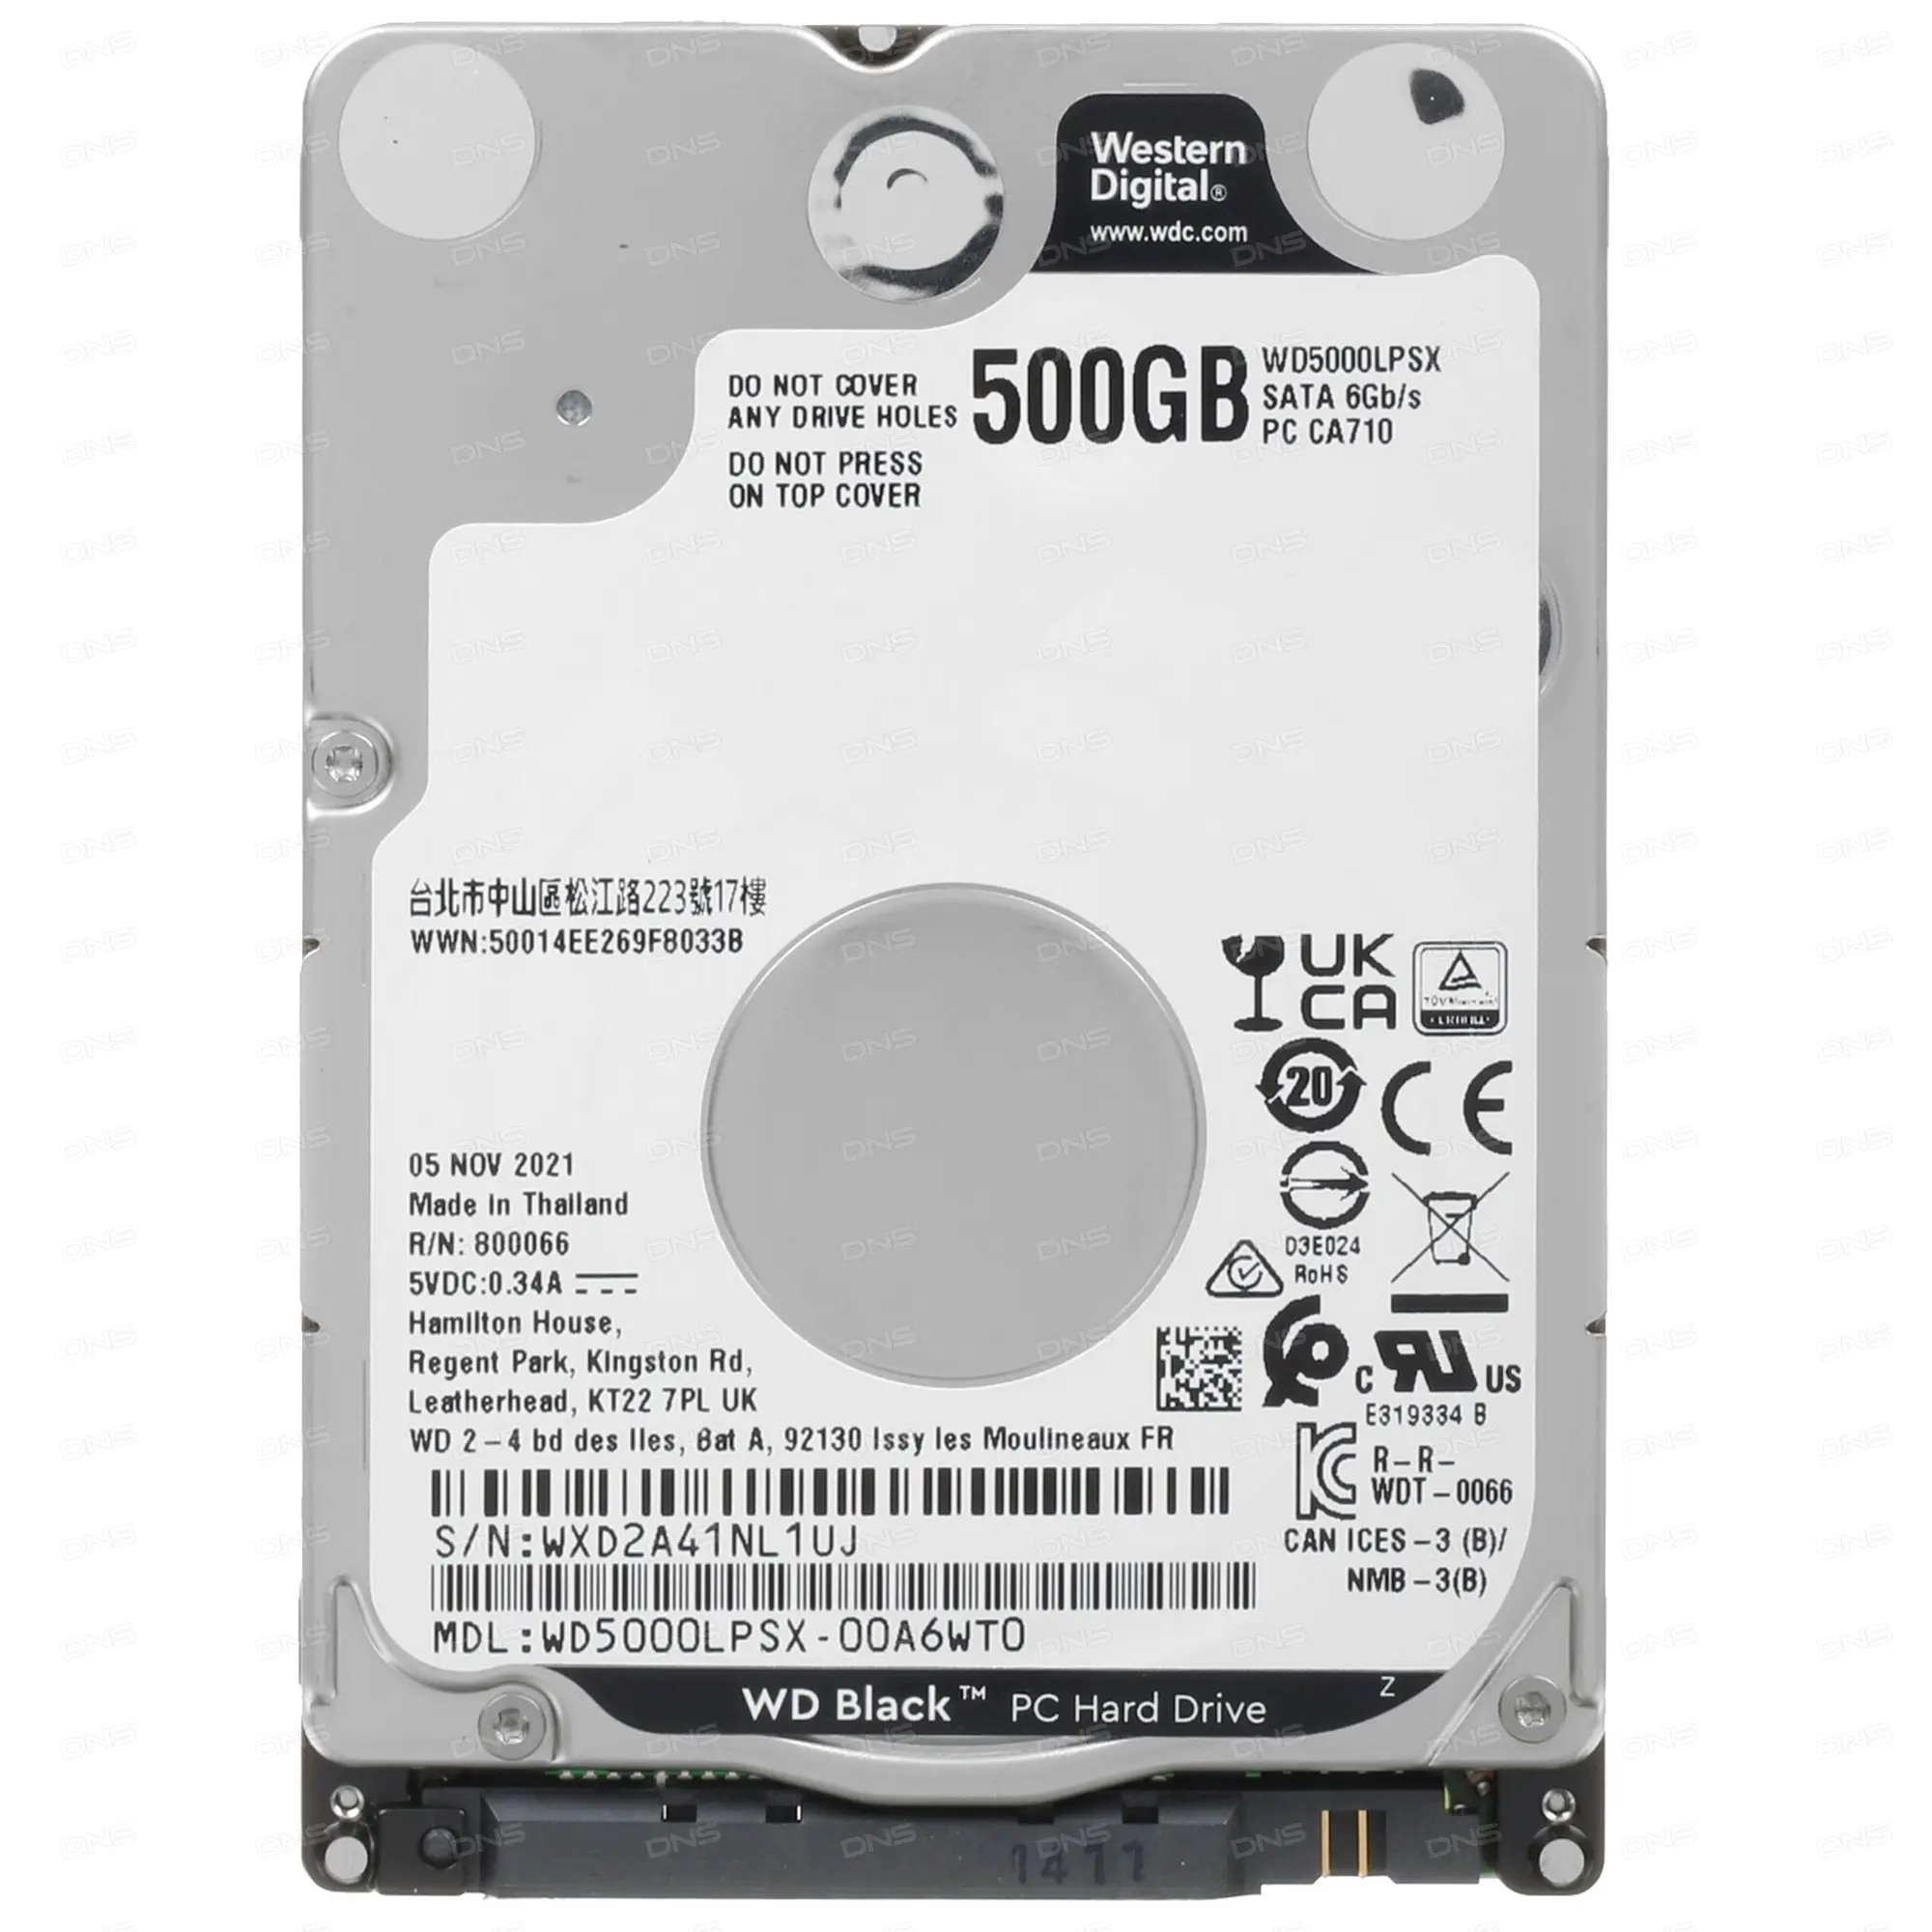 Western
Digital®
www.wdc.com
DO NOT COVER
ANY DRIVE HOLES
DO NOT PRESS
ON TOP COVER
500GB
WD5000LPSX
SATA 6Gb/s
PC CA710
台北市中山區松江路223號17樓
WWN:50014EE269F8033B
UK
CA
20
CE
D3E024
RoHS
05 NOV 2021
Made In Thailand
R/N: 800066
5VDC:0.34A
Hamilton House,
Regent Park, Kingston Rd,
Leatherhead, KT22 7PL UK
WD 2-4 bd des Iles, Bat A, 92130 Issy les Moulineaux FR
C UR US
E319334 B
R-R-
WDT-0066
CAN ICES-3 (B)/
NMB-3(B)
S/N:WXD2A41NL1UJ
MDL:WD5000LPSX-00A6WT0
WD Black™ PC Hard Drive
Z
1411
DNS